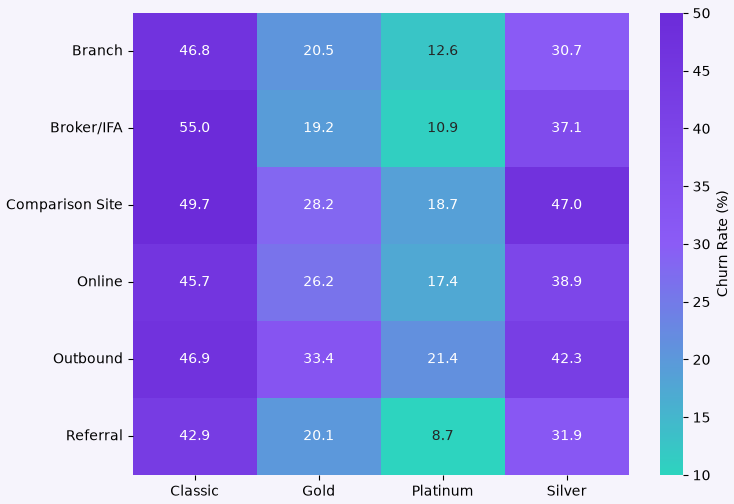 Branch 46.8 20.5 12.6 30.7
Broker/IFA 55.0 19.2 10.9 37.1
Comparison Site 49.7 28.2 18.7 47.0
Online 45.7 26.2 17.4 38.9
Outbound 46.9 33.4 21.4 42.3
Referral 42.9 20.1 8.7 31.9
Classic Gold Platinum Silver
50
45
40
35
30
25
20
15
10
Churn Rate (%)